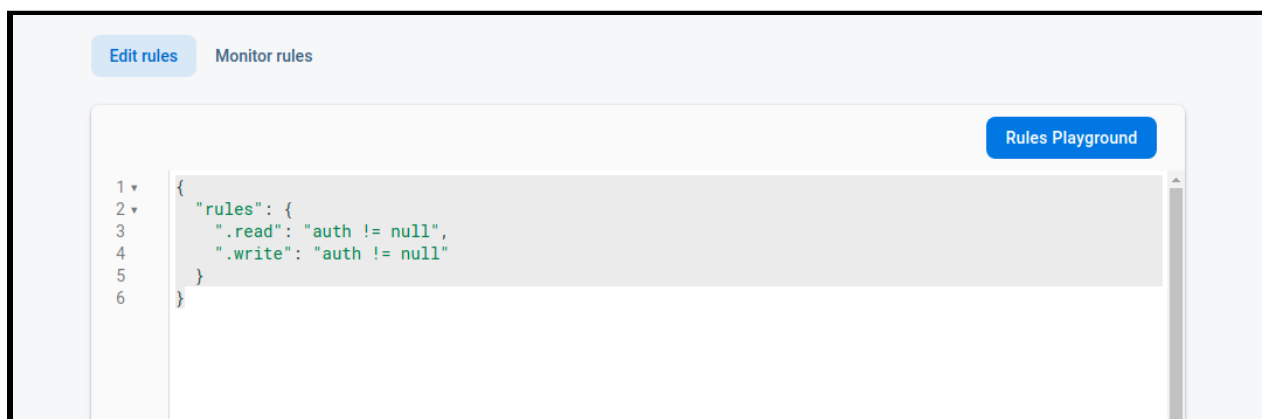 Edit rules Monitor rules
Rules Playground
1 {
2 "rules": {
3 ".read": "auth != null",
4 ".write": "auth != null"
5 }
6 }